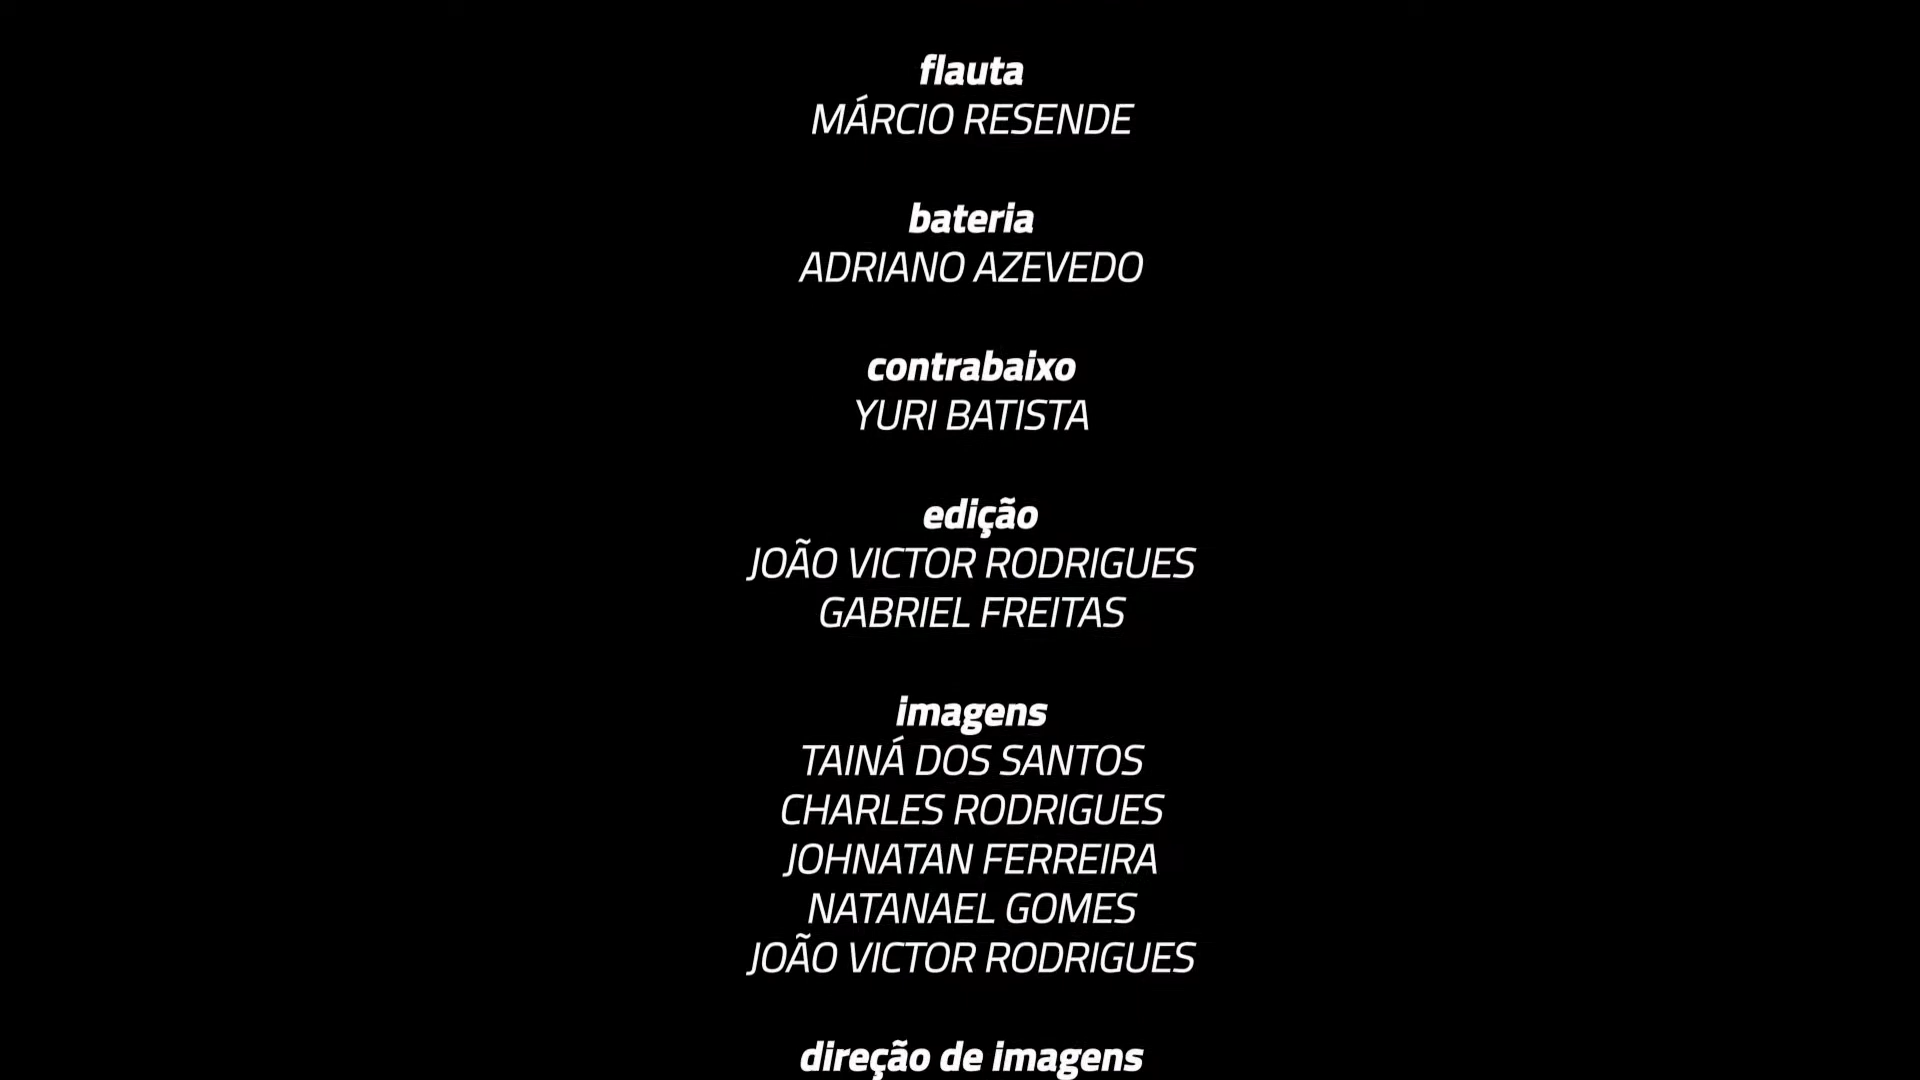 flauta
MÁRCIO RESENDE
bateria
ADRIANO AZEVEDO
contrabaixo
YURI BATISTA
edição
JOÃO VICTOR RODRIGUES
GABRIEL FREITAS
imagens
TAINÁ DOS SANTOS
CHARLES RODRIGUES
JOHNATAN FERREIRA
NATANAEL GOMES
JOÃO VICTOR RODRIGUES
direção de imagens